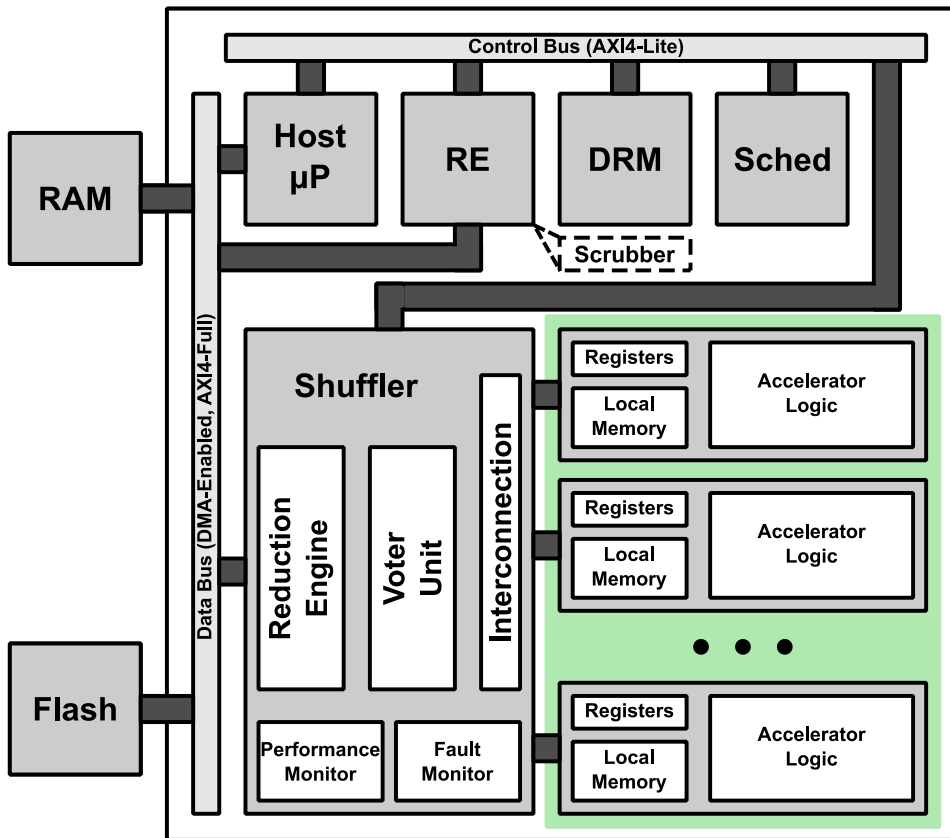 Control Bus (AXI4-Lite)
RAM
Host
µP
RE
DRM
Sched
Scrubber
Data Bus (DMA-Enabled, AXI4-Full)
Flash
Shuffler
Reduction
Engine
Voter
Unit
Interconnection
Performance
Monitor
Fault
Monitor
Registers
Local
Memory
Accelerator
Logic
Registers
Local
Memory
Accelerator
Logic
Registers
Local
Memory
Accelerator
Logic